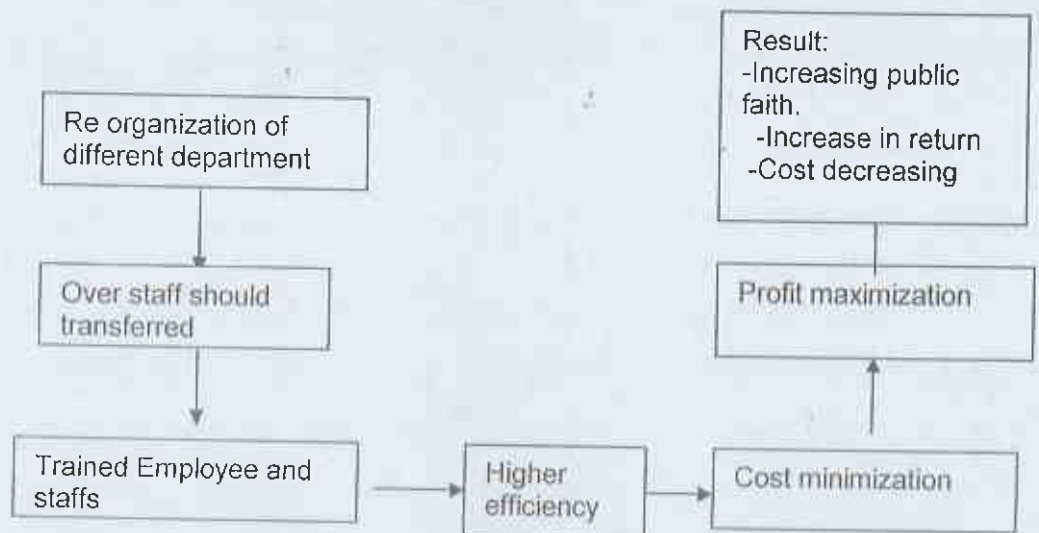 Re organization of
different department
Over staff should
transferred
Trained Employee and
staffs
Higher
efficiency
Cost minimization
Profit maximization
Result:
-Increasing public
faith.
-Increase in return
-Cost decreasing